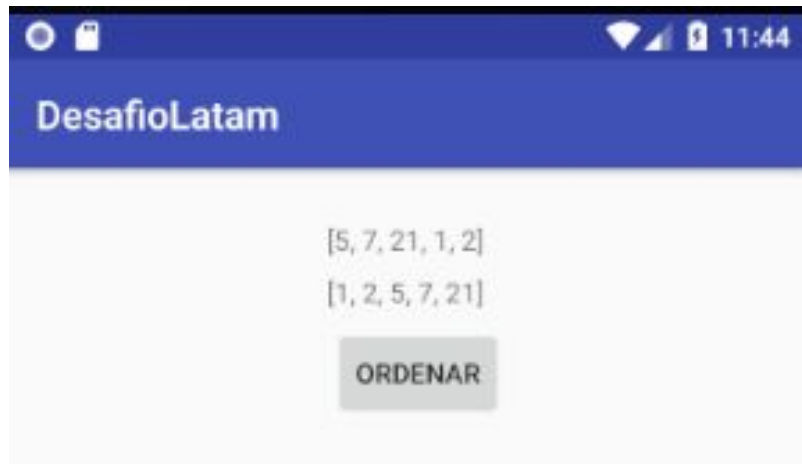 11:44
DesafioLatam
[5, 7, 21, 1, 2]
[1, 2, 5, 7, 21]
ORDENAR